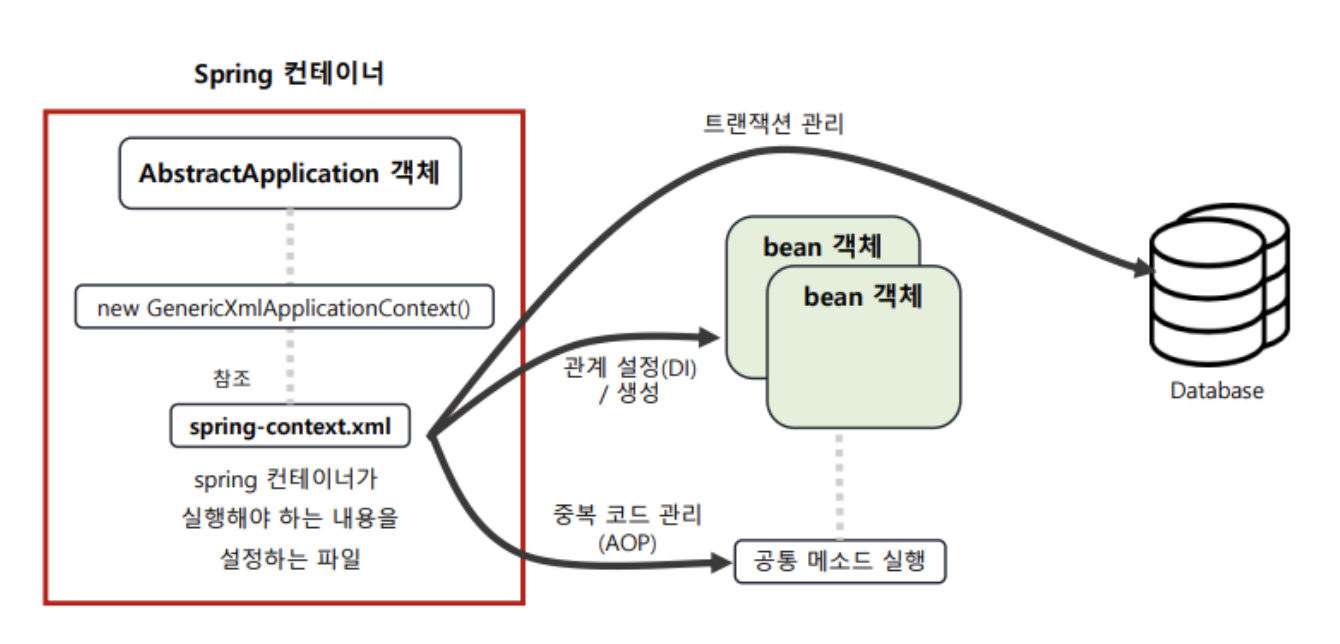 Spring 컨테이너
AbstractApplication 객체
new GenericXmlApplicationContext()
참조
spring-context.xml
spring 컨테이너가
실행해야 하는 내용을
설정하는 파일
트랜잭션 관리
bean 객체
bean 객체
관계 설정(DI)
/ 생성
중복 코드 관리
(AOP)
공통 메소드 실행
Database